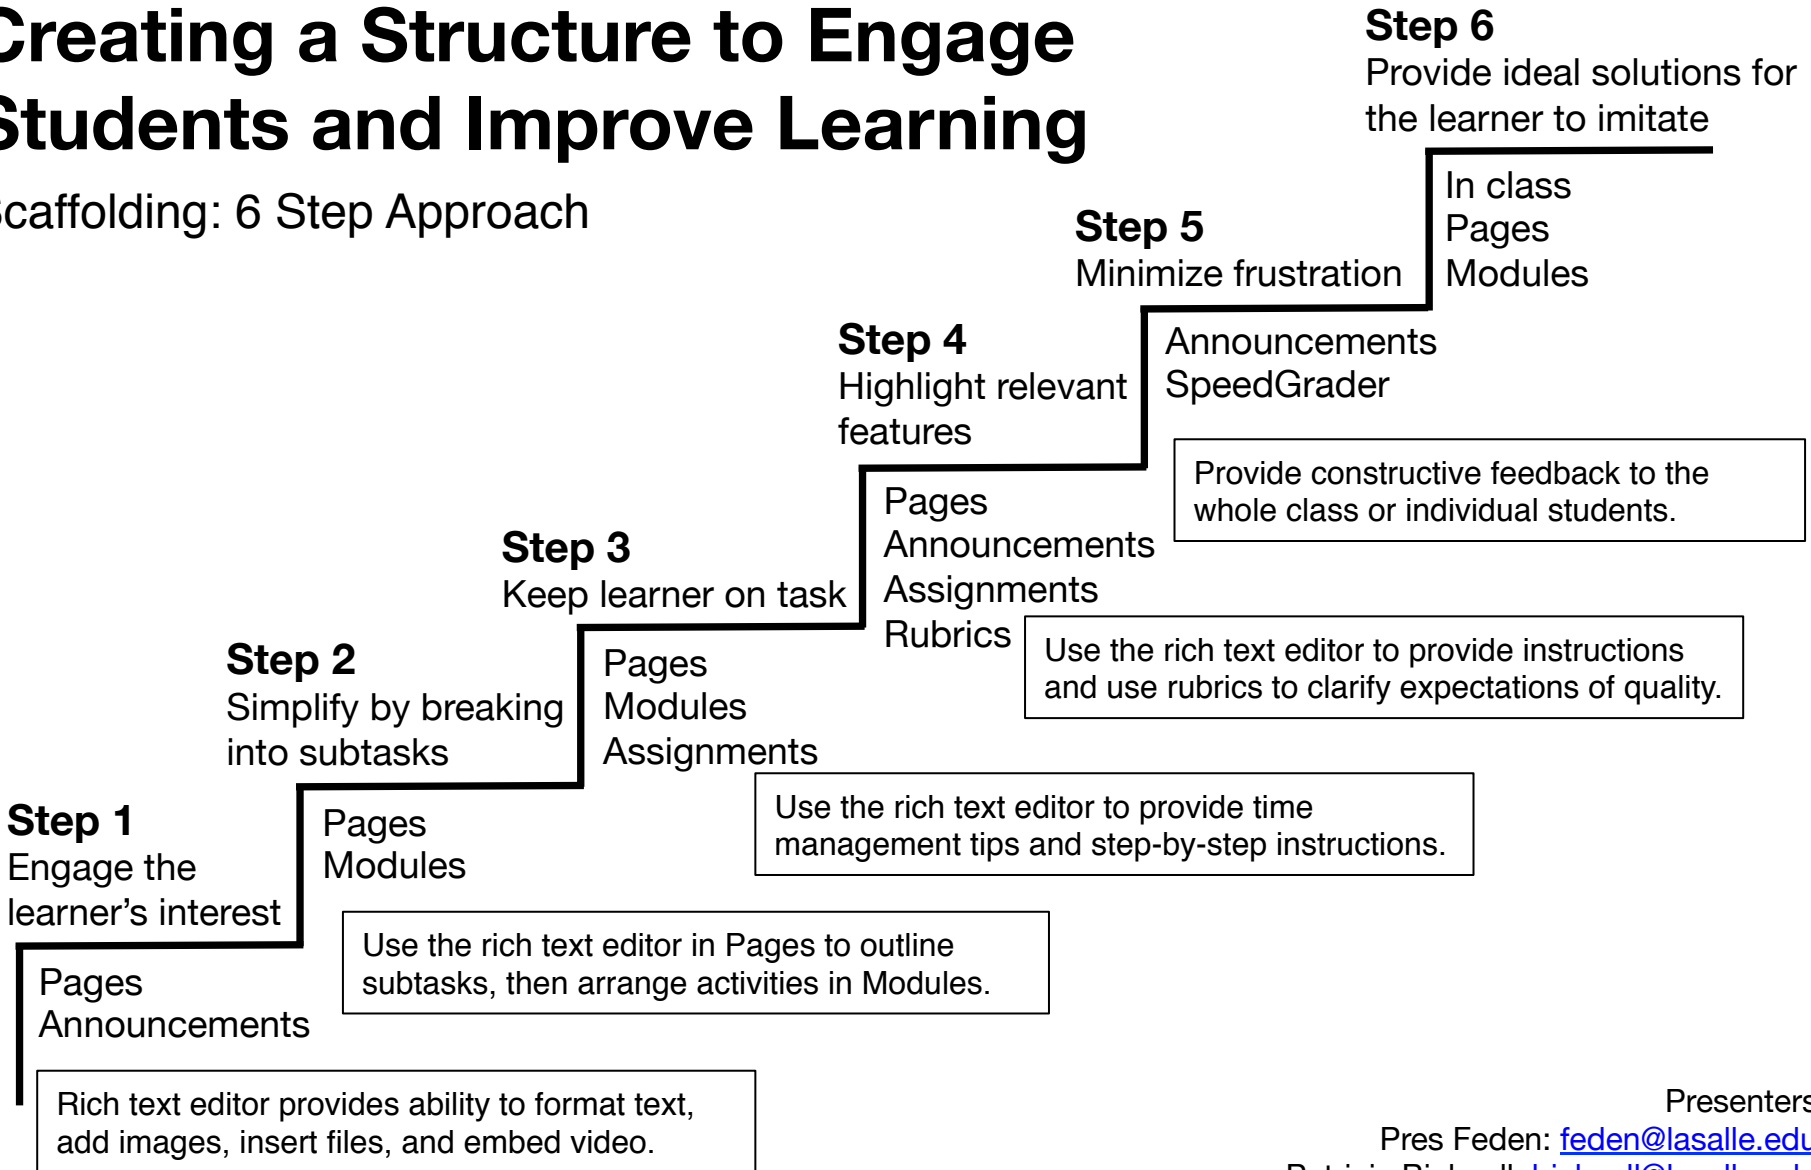 Creating a Structure to Engage
Students and Improve Learning
Scaffolding: 6 Step Approach
Step 6
Provide ideal solutions for
the learner to imitate
In class
Pages
Modules
Step 5
Minimize frustration
Announcements
SpeedGrader
Provide constructive feedback to the
whole class or individual students.
Step 4
Highlight relevant
features
Pages
Announcements
Assignments
Rubrics
Use the rich text editor to provide instructions
and use rubrics to clarify expectations of quality.
Step 3
Keep learner on task
Pages
Modules
Assignments
Use the rich text editor to provide time
management tips and step-by-step instructions.
Step 2
Simplify by breaking
into subtasks
Pages
Modules
Use the rich text editor in Pages to outline
subtasks, then arrange activities in Modules.
Step 1
Engage the
learner’s interest
Pages
Announcements
Rich text editor provides ability to format text,
add images, insert files, and embed video.
Presenters
Pres Feden: feden@lasalle.edu